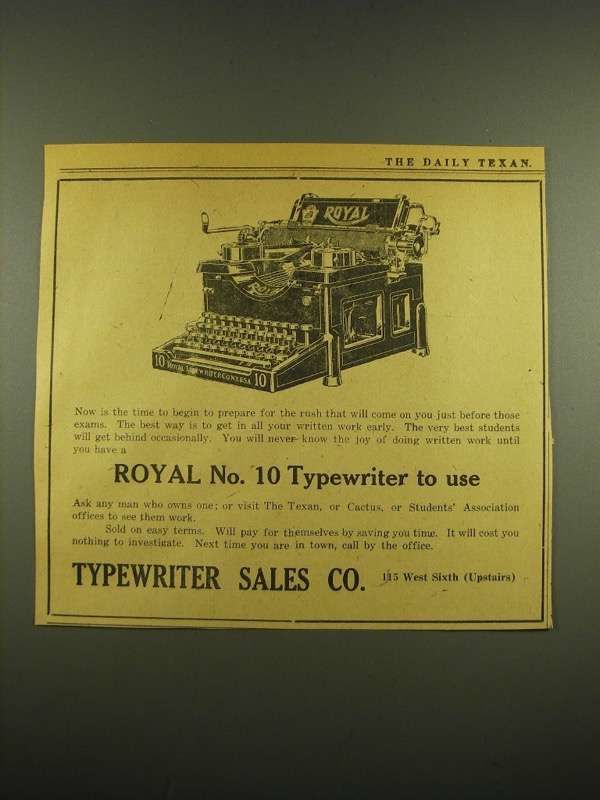 THE DAILY TEXAN.
ROYAL
ROYAL
10 ROYAL TYPEWRITER CO N.Y. U.S.A. 10
Now is the time to begin to prepare for the rush that will come on you just before those
exams. The best way is to get in all your written work early. The very best students
will get behind occasionally. You will never know the joy of doing written work until
you have a
ROYAL No. 10 Typewriter to use
Ask any man who owns one; or visit The Texan, or Cactus, or Students' Association
offices to see them work.
Sold on easy terms. Will pay for themselves by saving you time. It will cost you
nothing to investigate. Next time you are in town, call by the office.
TYPEWRITER SALES CO. 115 West Sixth (Upstairs)